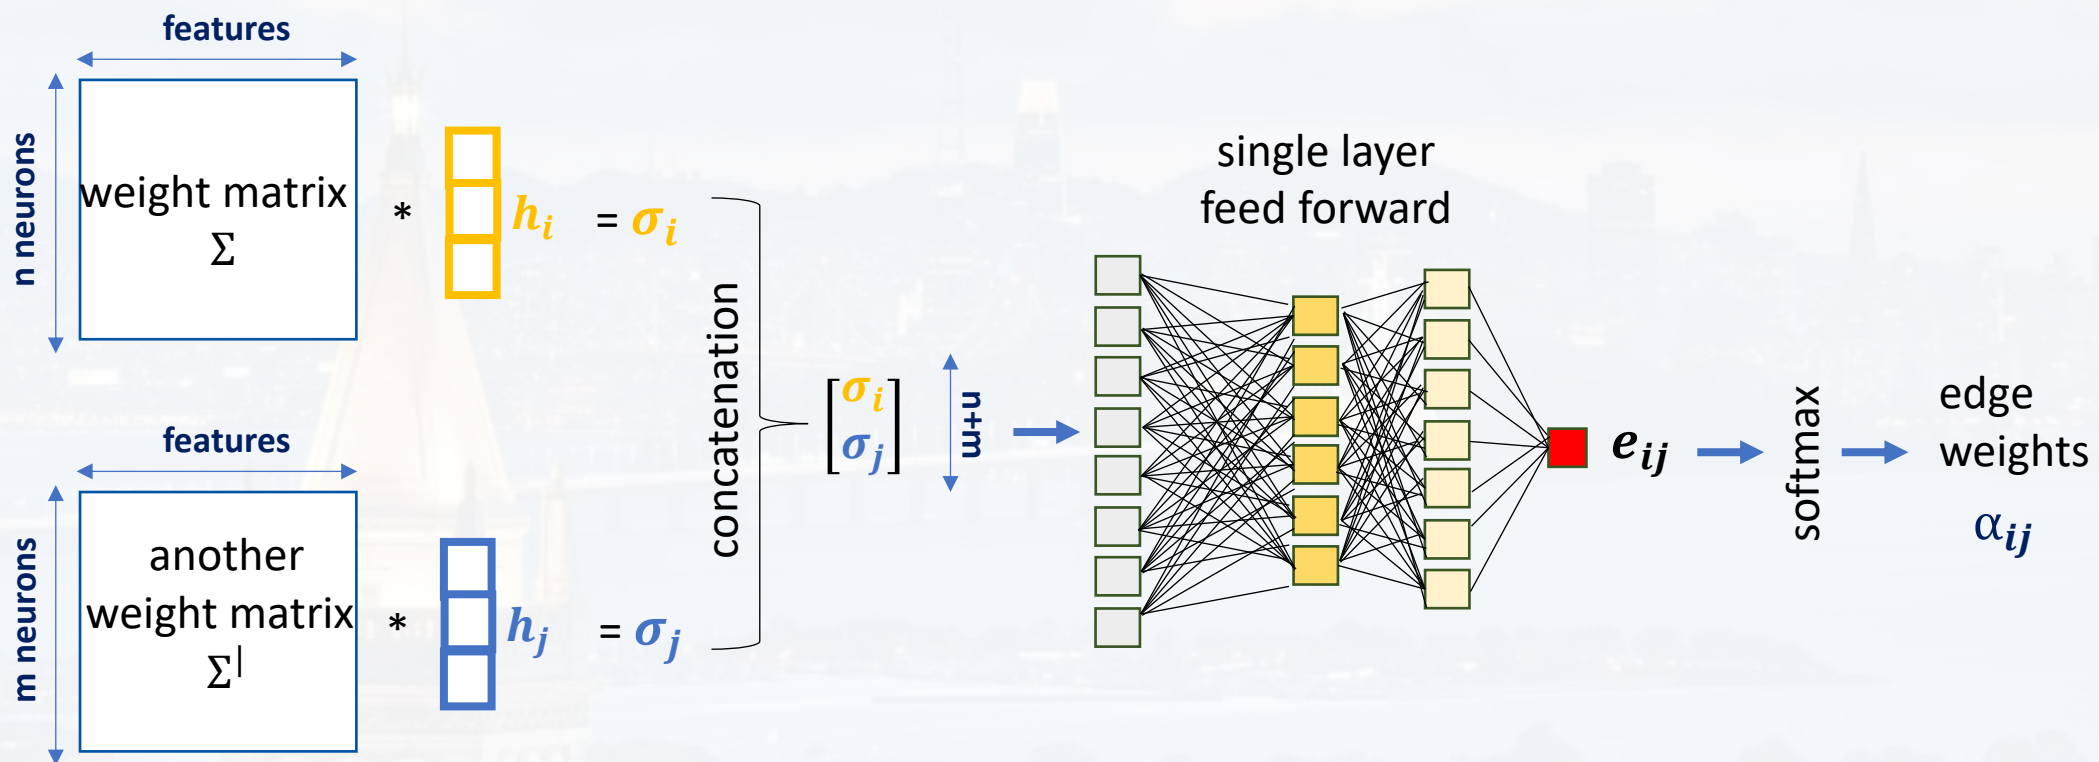 features
n neurons
weight matrix
Σ
*
h_i
= σ_i
features
m neurons
another
weight matrix
Σ^|
*
h_j
= σ_j
concatenation
[σ_i
σ_j]
n+m
single layer
feed forward
e_ij
softmax
edge
weights
α_ij